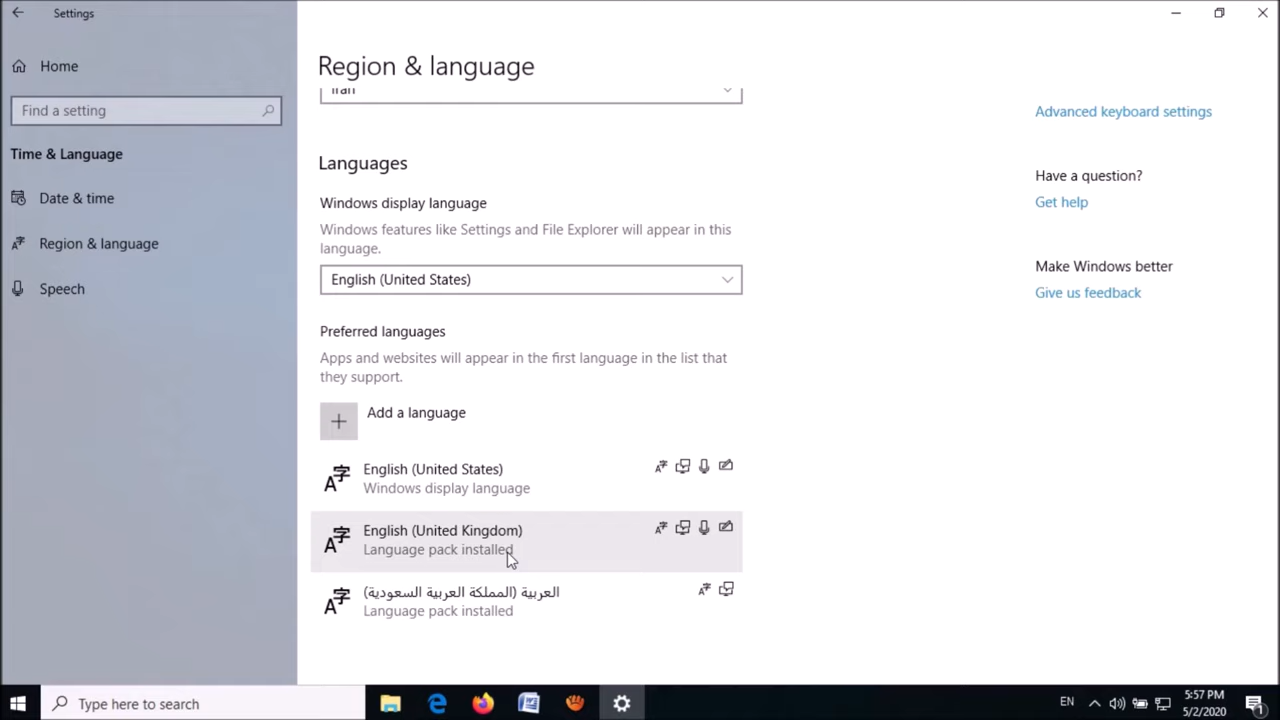 Settings
Home
Find a setting
Time & Language
Date & time
Region & language
Speech
Region & language
Iran
Languages
Windows display language
Windows features like Settings and File Explorer will appear in this
language.
English (United States)
Preferred languages
Apps and websites will appear in the first language in the list that
they support.
Add a language
English (United States)
Windows display language
English (United Kingdom)
Language pack installed
العربية (المملكة العربية السعودية)
Language pack installed
Advanced keyboard settings
Have a question?
Get help
Make Windows better
Give us feedback
Type here to search
EN
5:57 PM
5/2/2020
1